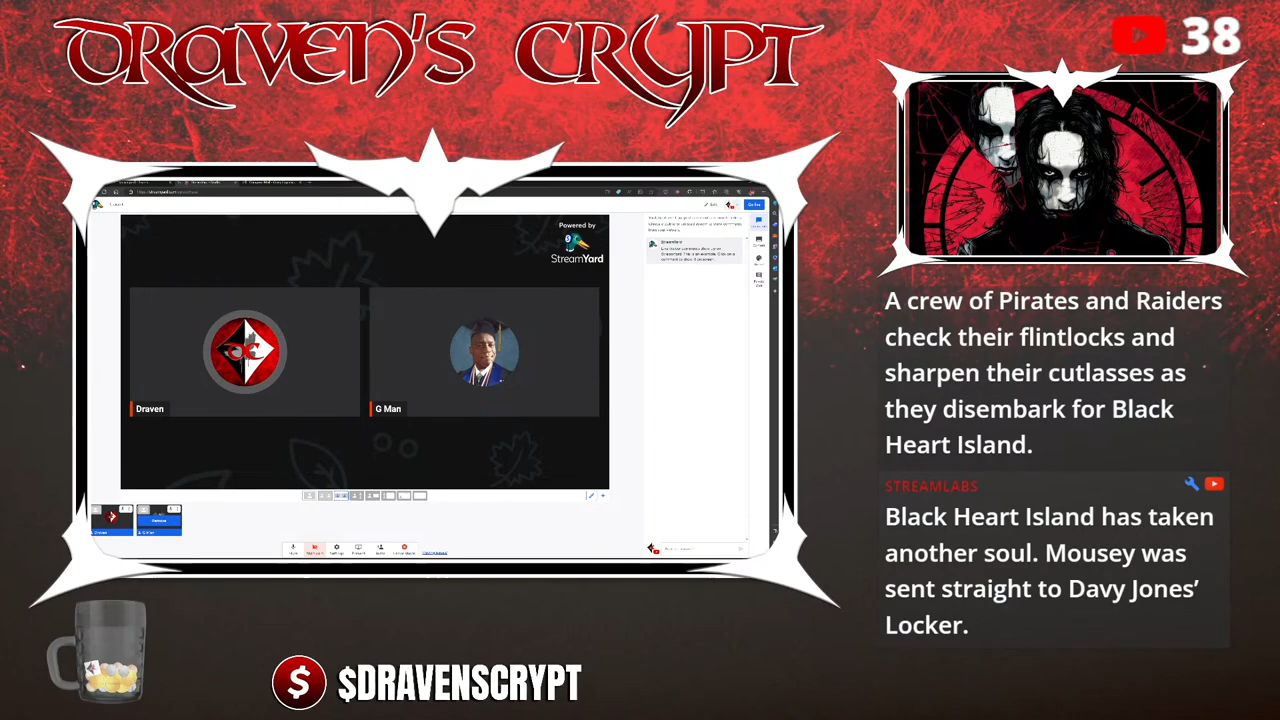 DRAVEN'S CRYPT
38
Powered by
StreamYard
Draven
G Man
A crew of Pirates and Raiders
check their flintlocks and
sharpen their cutlasses as
they disembark for Black
Heart Island.
STREAMLABS
Black Heart Island has taken
another soul. Mousey was
sent straight to Davy Jones’
Locker.
$
$DRAVENSCRYPT